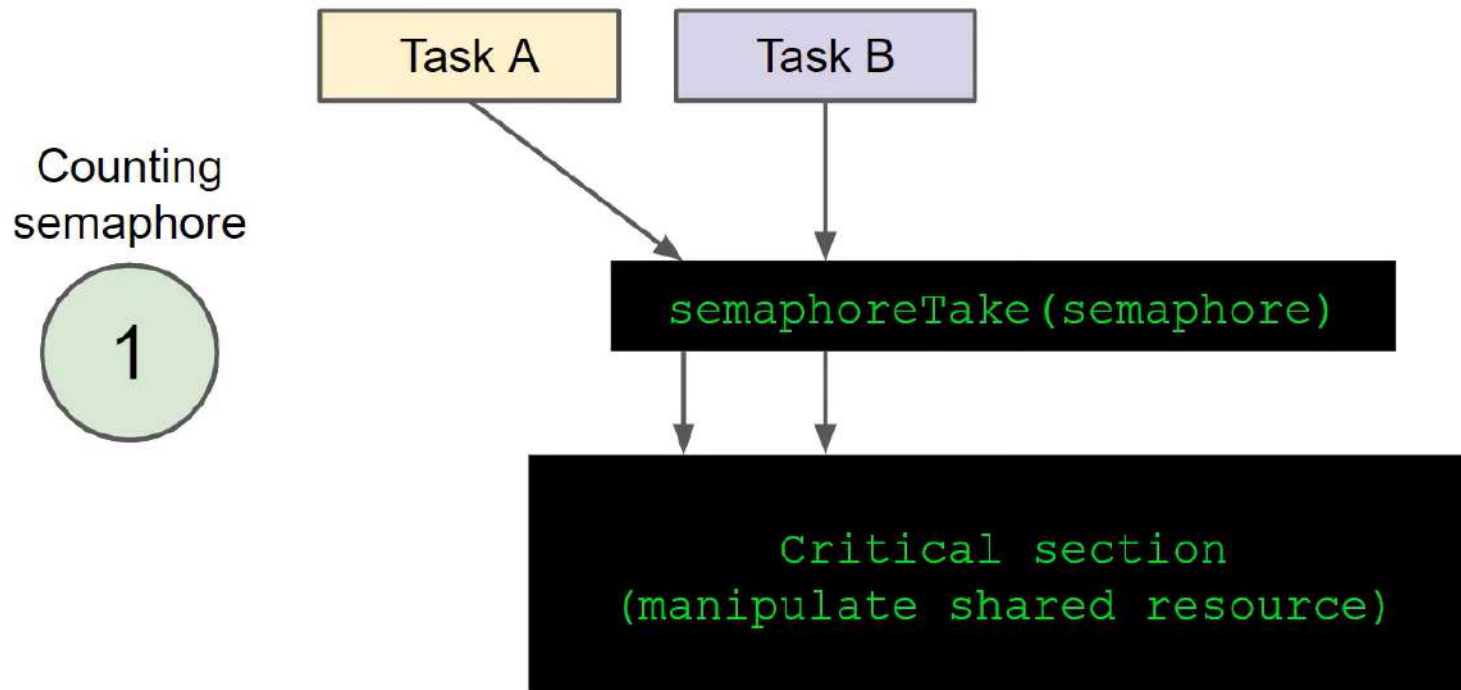 Task A
Task B
Counting
semaphore
1
semaphoreTake(semaphore)
Critical section
(manipulate shared resource)